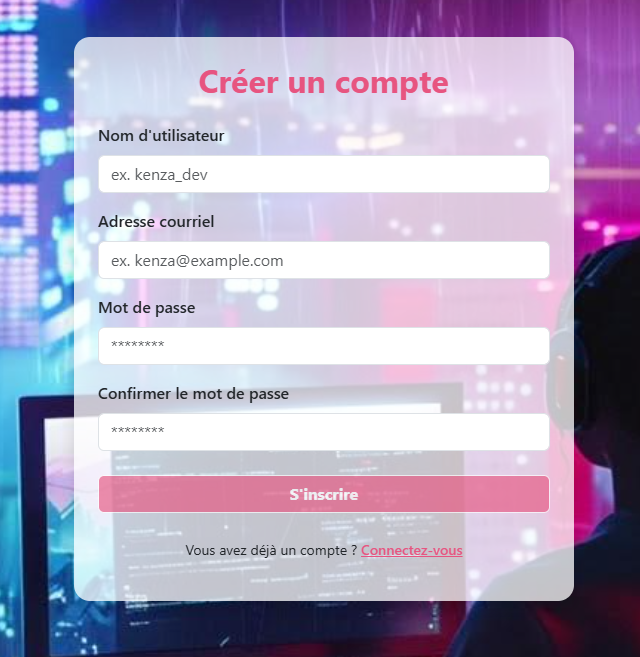 Créer un compte
Nom d'utilisateur
ex. kenza_dev
Adresse courriel
ex. kenza@example.com
Mot de passe
********
Confirmer le mot de passe
********
S'inscrire
Vous avez déjà un compte ? Connectez-vous